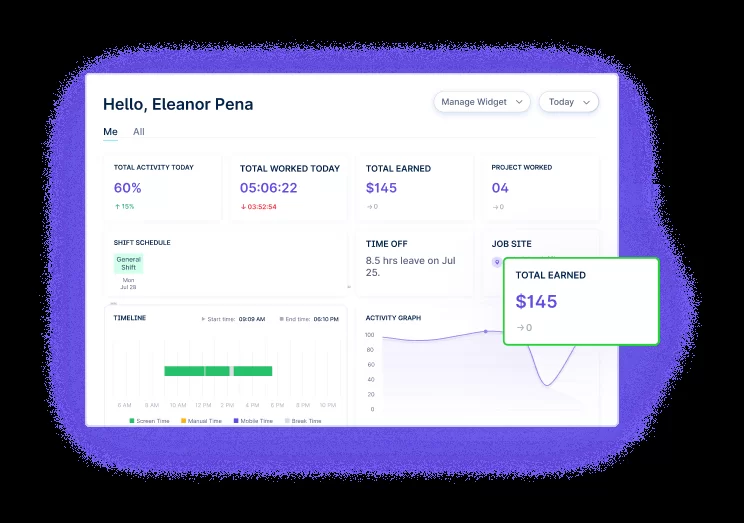 Hello, Eleanor Pena
Manage Widget
Today
Me
All
TOTAL ACTIVITY TODAY
60%
↑ 15%
TOTAL WORKED TODAY
05:06:22
↓ 03:52:54
TOTAL EARNED
$145
→ 0
PROJECT WORKED
04
→ 0
SHIFT SCHEDULE
General
Shift
Mon
Jul 28
TIME OFF
8.5 hrs leave on Jul
25.
JOB SITE
TOTAL EARNED
$145
→ 0
TIMELINE
Start time: 09:09 AM
End time: 06:10 PM
8 AM 9 AM 10 AM 12 PM 2 PM 4 PM 6 PM 8 PM 10 PM
Screen Time
Manual Time
Mobile Time
Break Time
ACTIVITY GRAPH
100
80
60
40
20
0